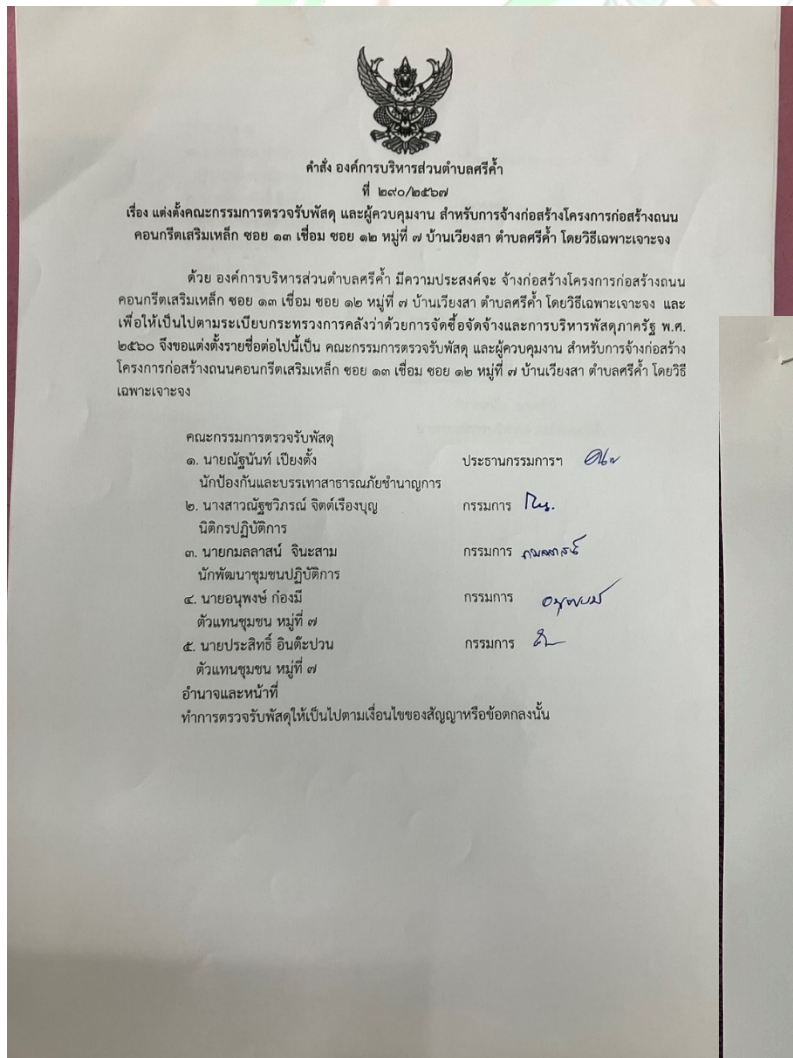 คำสั่ง องค์การบริหารส่วนตำบลศรีค้ำ
ที่ ๒๙๐/๒๕๖๗
เรื่อง แต่งตั้งคณะกรรมการตรวจรับพัสดุ และผู้ควบคุมงาน สำหรับการจ้างก่อสร้างโครงการก่อสร้างถนน
คอนกรีตเสริมเหล็ก ซอย ๑๓ เชื่อม ซอย ๑๒ หมู่ที่ ๗ บ้านเวียงสา ตำบลศรีค้ำ โดยวิธีเฉพาะเจาะจง
ด้วย องค์การบริหารส่วนตำบลศรีค้ำ มีความประสงค์จะ จ้างก่อสร้างโครงการก่อสร้างถนน
คอนกรีตเสริมเหล็ก ซอย ๑๓ เชื่อม ซอย ๑๒ หมู่ที่ ๗ บ้านเวียงสา ตำบลศรีค้ำ โดยวิธีเฉพาะเจาะจง และ
เพื่อให้เป็นไปตามระเบียบกระทรวงการคลังว่าด้วยการจัดซื้อจัดจ้างและการบริหารพัสดุภาครัฐ พ.ศ.
๒๕๖๐ จึงขอแต่งตั้งรายชื่อต่อไปนี้เป็น คณะกรรมการตรวจรับพัสดุ และผู้ควบคุมงาน สำหรับการจ้างก่อสร้าง
โครงการก่อสร้างถนนคอนกรีตเสริมเหล็ก ซอย ๑๓ เชื่อม ซอย ๑๒ หมู่ที่ ๗ บ้านเวียงสา ตำบลศรีค้ำ โดยวิธี
เฉพาะเจาะจง
คณะกรรมการตรวจรับพัสดุ
๑. นายณัฐนันท์ เปียงตั้ง ประธานกรรมการฯ
นักป้องกันและบรรเทาสาธารณภัยชำนาญการ
๒. นางสาวณัฐชวิภรณ์ จิตต์เรืองบุญ กรรมการ
นิติกรปฏิบัติการ
๓. นายกมลลาสน์ จินะสาม กรรมการ กมลลาสน์
นักพัฒนาชุมชนปฏิบัติการ
๔. นายอนุพงษ์ ก๋องมี กรรมการ
ตัวแทนชุมชน หมู่ที่ ๗
๕. นายประสิทธิ์ อินต๊ะปวน กรรมการ
ตัวแทนชุมชน หมู่ที่ ๗
อำนาจและหน้าที่
ทำการตรวจรับพัสดุให้เป็นไปตามเงื่อนไขของสัญญาหรือข้อตกลงนั้น